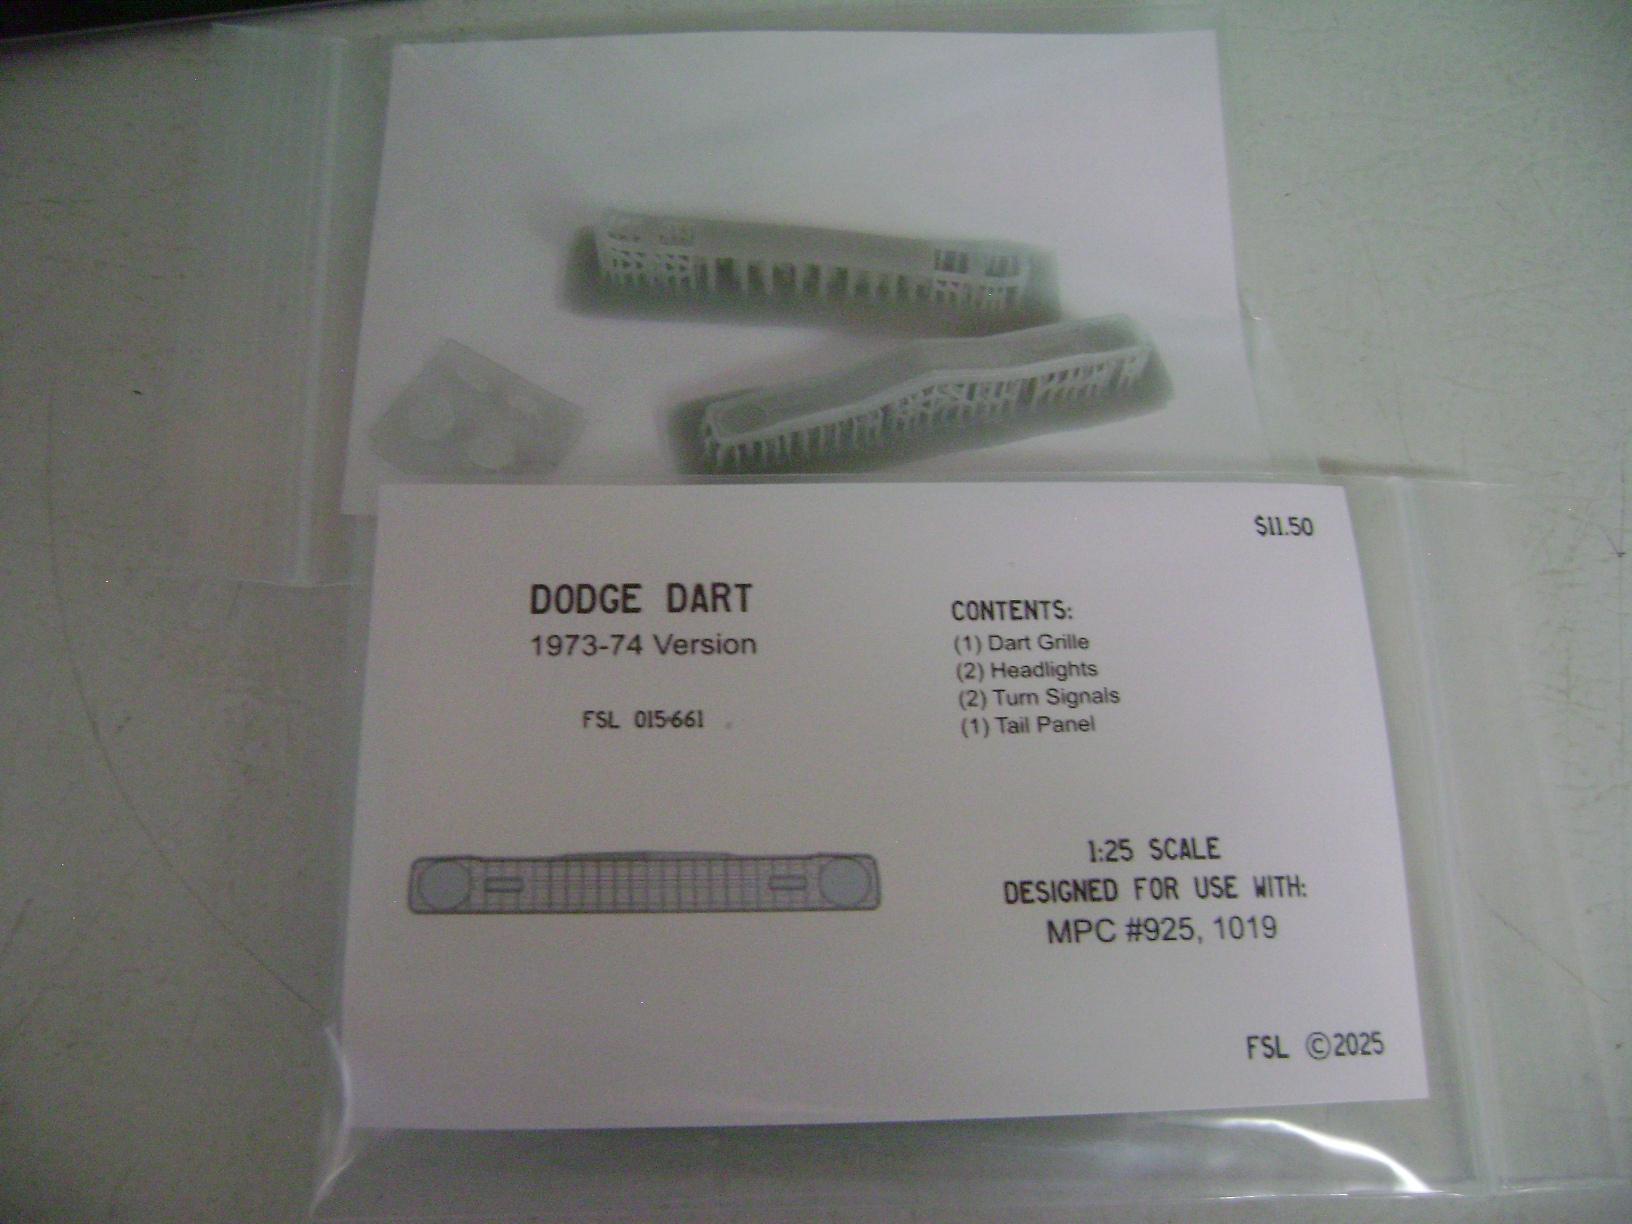 $11.50
DODGE DART
1973-74 Version
FSL 015-661
CONTENTS:
(1) Dart Grille
(2) Headlights
(2) Turn Signals
(1) Tail Panel
1:25 SCALE
DESIGNED FOR USE WITH:
MPC #925, 1019
FSL ©2025